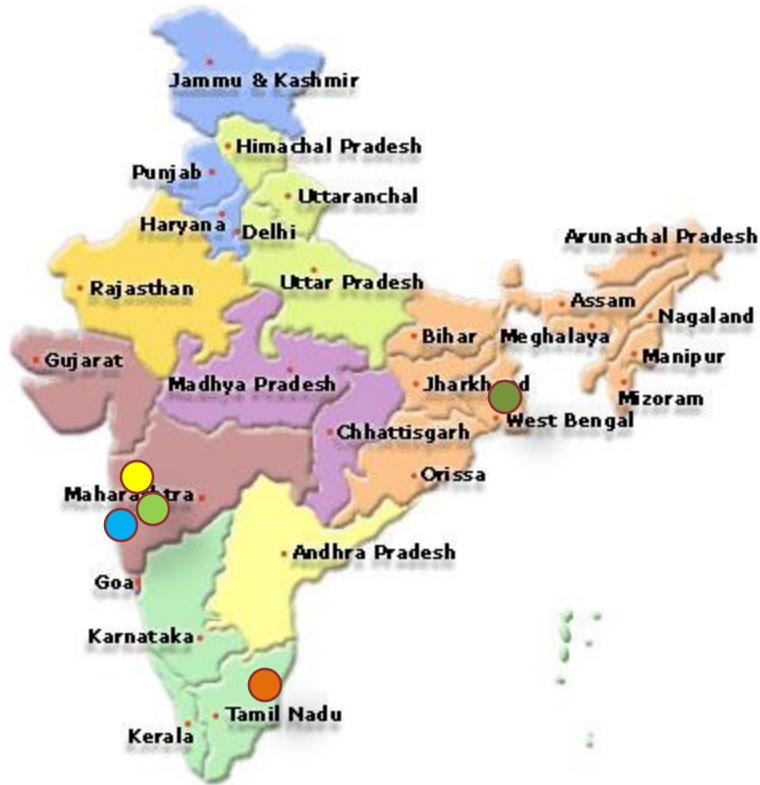 Jammu & Kashmir
Himachal Pradesh
Punjab
Uttaranchal
Haryana
Delhi
Arunachal Pradesh
Uttar Pradesh
Rajasthan
Assam
Nagaland
Bihar
Meghalaya
Gujarat
Manipur
Madhya Pradesh
Jharkhand
Mizoram
West Bengal
Chhattisgarh
Orissa
Maharashtra
Andhra Pradesh
Goa
Karnataka
Tamil Nadu
Kerala